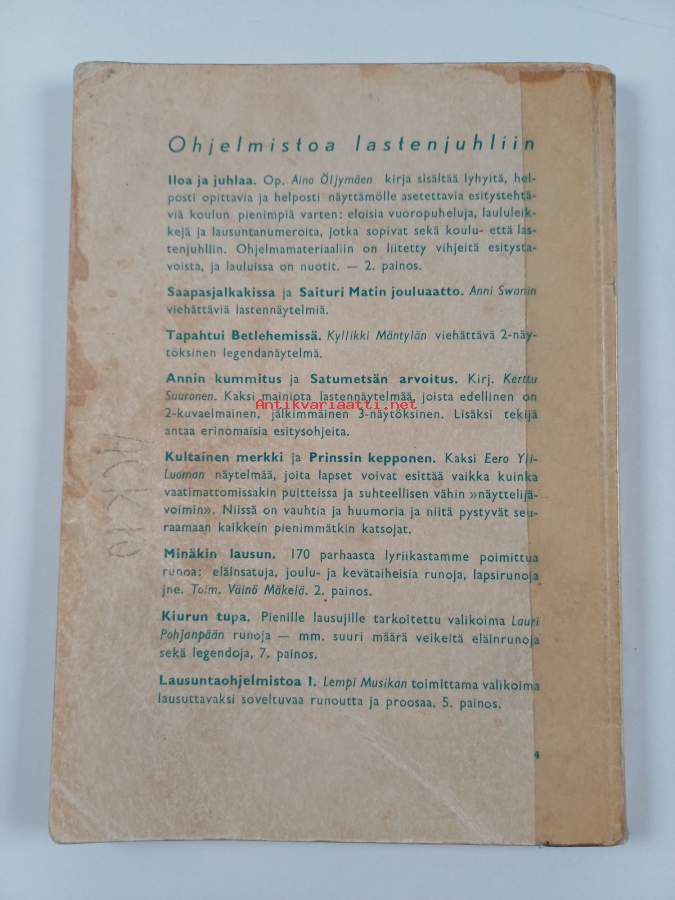 Ohjelmistoa lastenjuhliin
Iloa ja juhlaa. Op. Aino Öljymäen kirja sisältää lyhyitä, hel-
posti opittavia ja helposti näyttämölle asetettavia esitystehtä-
viä koulun pienimpiä varten: eloisia vuoropuheluja, laululeik-
kejä ja lausuntanumeroita, jotka sopivat sekä koulu- että las-
tenjuhliin. Ohjelmamateriaaliin on liitetty vihjeitä esitysta-
voista, ja lauluissa on nuotit. — 2. painos.
Saapasjalkakissa ja Saituri Matin jouluaatto. Anni Swanin
viehättäviä lastennäytelmiä.
Tapahtui Betlehemissä. Kyllikki Mäntylän viehättävä 2-näy-
töksinen legendanäytelmä.
Annin kummitus ja Satumetsän arvoitus. Kirj. Kerttu
Suuronen. Kaksi mainiota lastennäytelmää, joista edellinen on
Antikvariaatti.net
2-kuvaelmainen, jälkimmäinen 3-näytöksinen. Lisäksi tekijä
antaa erinomaisia esitysohjeita.
Kultainen merkki ja Prinssin kepponen. Kaksi Eero Yli-
Luoman näytelmää, joita lapset voivat esittää vaikka kuinka
vaatimattomissakin puitteissa ja suhteellisen vähin »näyttelijä-
voimin». Niissä on vauhtia ja huumoria ja niitä pystyvät seu-
raamaan kaikkein pienimmätkin katsojat.
Minäkin lausun. 170 parhaasta lyriikastamme poimittua
runoa: eläinsatuja, joulu- ja kevätaiheisia runoja, lapsirunoja
jne. Toim. Väinö Mäkelä. 2. painos.
Kiurun tupa. Pienille lausujille tarkoitettu valikoima Lauri
Pohjanpään runoja — mm. suuri määrä veikeitä eläinrunoja
sekä legendoja, 7. painos.
Lausuntaohjelmistoa I. Lempi Musikan toimittama valikoima
lausuttavaksi soveltuvaa runoutta ja proosaa, 5. painos.
4